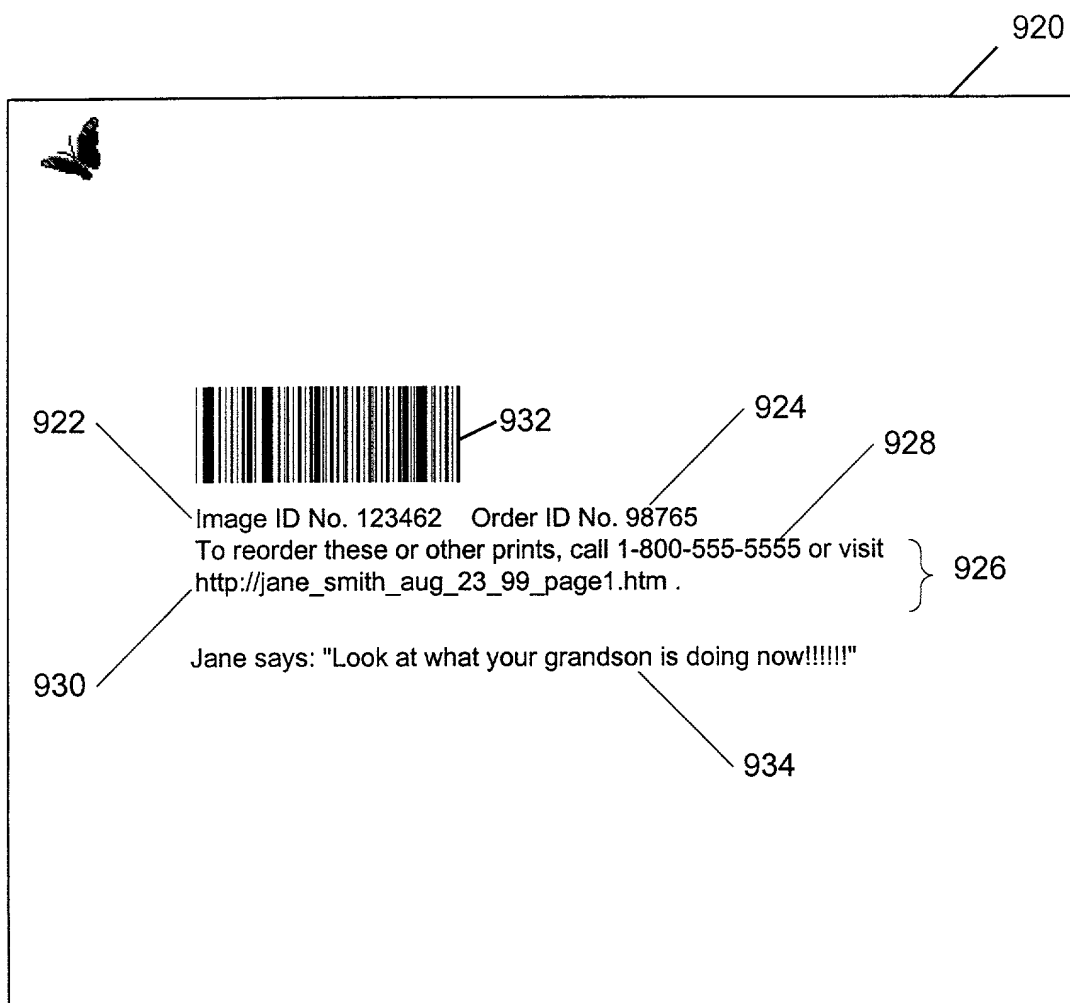 920
922
932
924
928
Image ID No. 123462 Order ID No. 98765
To reorder these or other prints, call 1-800-555-5555 or visit
http://jane_smith_aug_23_99_page1.htm .
926
Jane says: "Look at what your grandson is doing now!!!!!!"
930
934